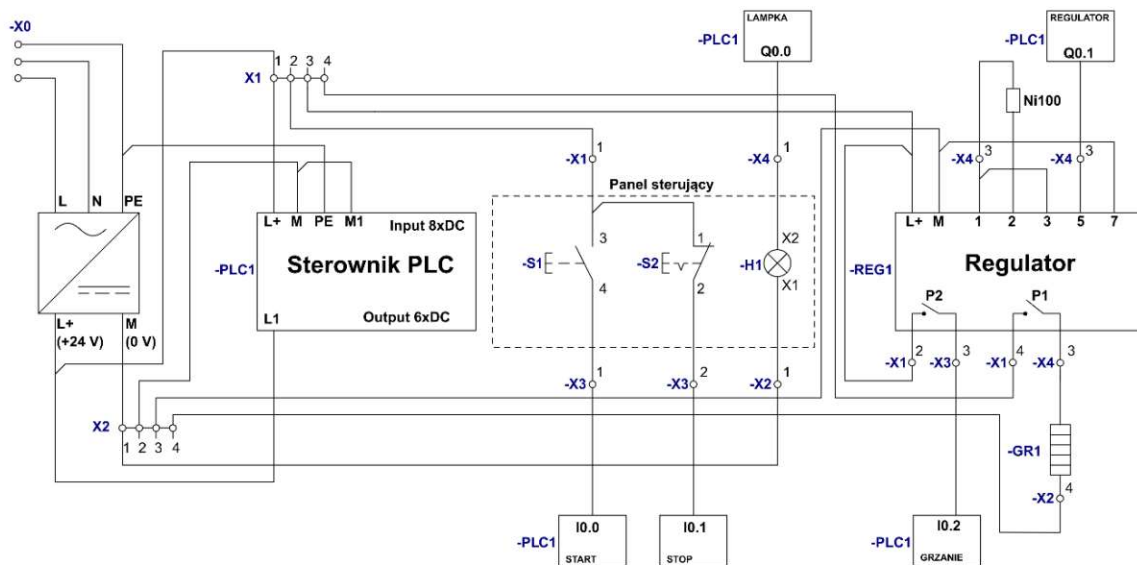 -X0
L N PE
L+ M
(+24 V) (0 V)
X1 1 2 3 4
X2 1 2 3 4
-PLC1
L+ M PE M1
Input 8xDC
Sterownik PLC
L1 Output 6xDC
-PLC1 LAMPKA
Q0.0
-PLC1 REGULATOR
Q0.1
Ni100
-X1 1
-X4 1
-X4 3
-X4 3
Panel sterujący
-S1 3 4
-S2 1 2
-H1 X2 X1
-X3 1
-X3 2
-X2 1
L+ M 1 2 3 5 7
-REG1
Regulator
P2 P1
-X1 2
-X3 3
-X1 4
-X4 3
-GR1
-X2 4
-PLC1 I0.0
START
I0.1
STOP
-PLC1 I0.2
GRZANIE